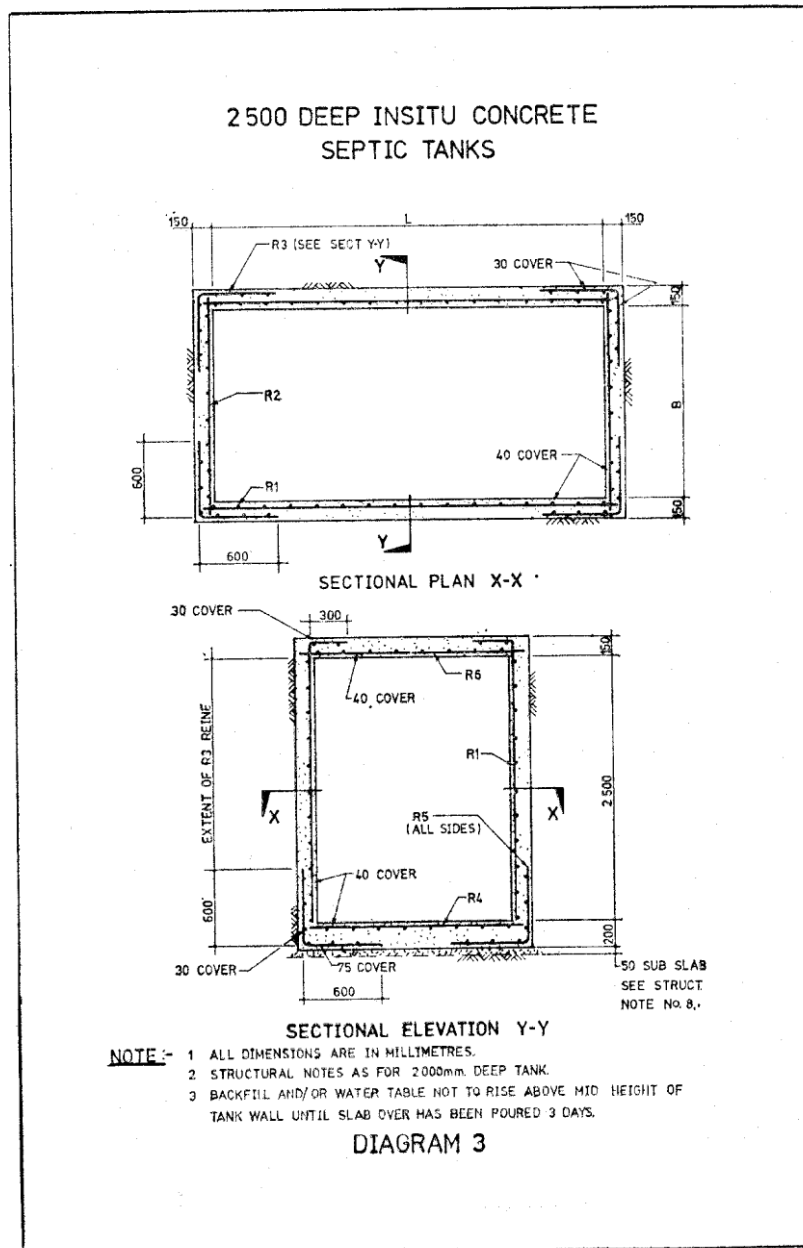 2500 DEEP INSITU CONCRETE
SEPTIC TANKS
150
L
150
R3 (SEE SECT Y-Y)
Y
30 COVER
150
R2
B
600
40 COVER
R1
150
Y
600
SECTIONAL PLAN X-X
30 COVER
300
150
R6
40 COVER
EXTENT OF R3 REINF
R1
2500
X
X
R5
(ALL SIDES)
40 COVER
R4
600
200
30 COVER
75 COVER
600
50 SUB SLAB
SEE STRUCT.
NOTE No. 8.
SECTIONAL ELEVATION Y-Y
NOTE:- 1 ALL DIMENSIONS ARE IN MILLIMETRES.
2 STRUCTURAL NOTES AS FOR 2000mm. DEEP TANK.
3 BACKFILL AND/OR WATER TABLE NOT TO RISE ABOVE MID HEIGHT OF
TANK WALL UNTIL SLAB OVER HAS BEEN POURED 3 DAYS.
DIAGRAM 3